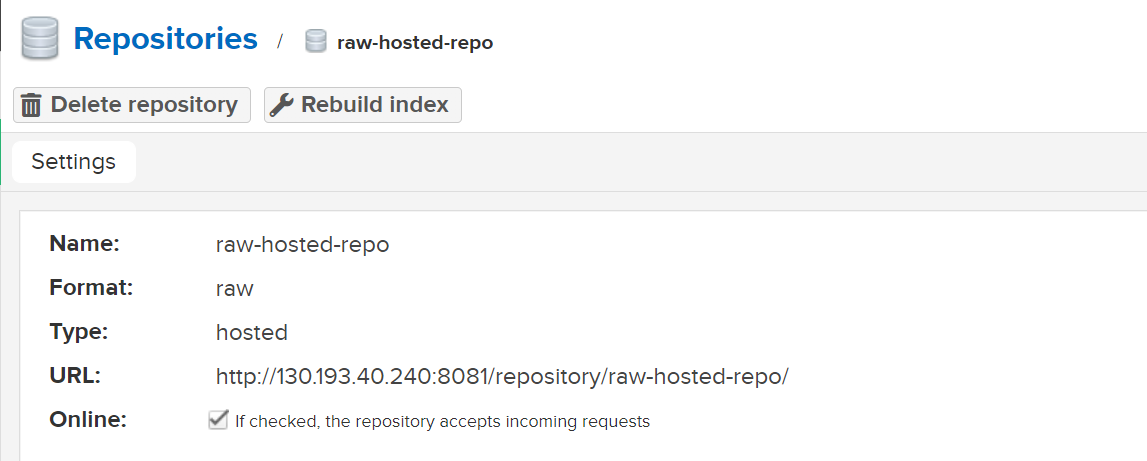 Repositories / raw-hosted-repo
Delete repository Rebuild index
Settings
Name: raw-hosted-repo
Format: raw
Type: hosted
URL: http://130.193.40.240:8081/repository/raw-hosted-repo/
Online: If checked, the repository accepts incoming requests